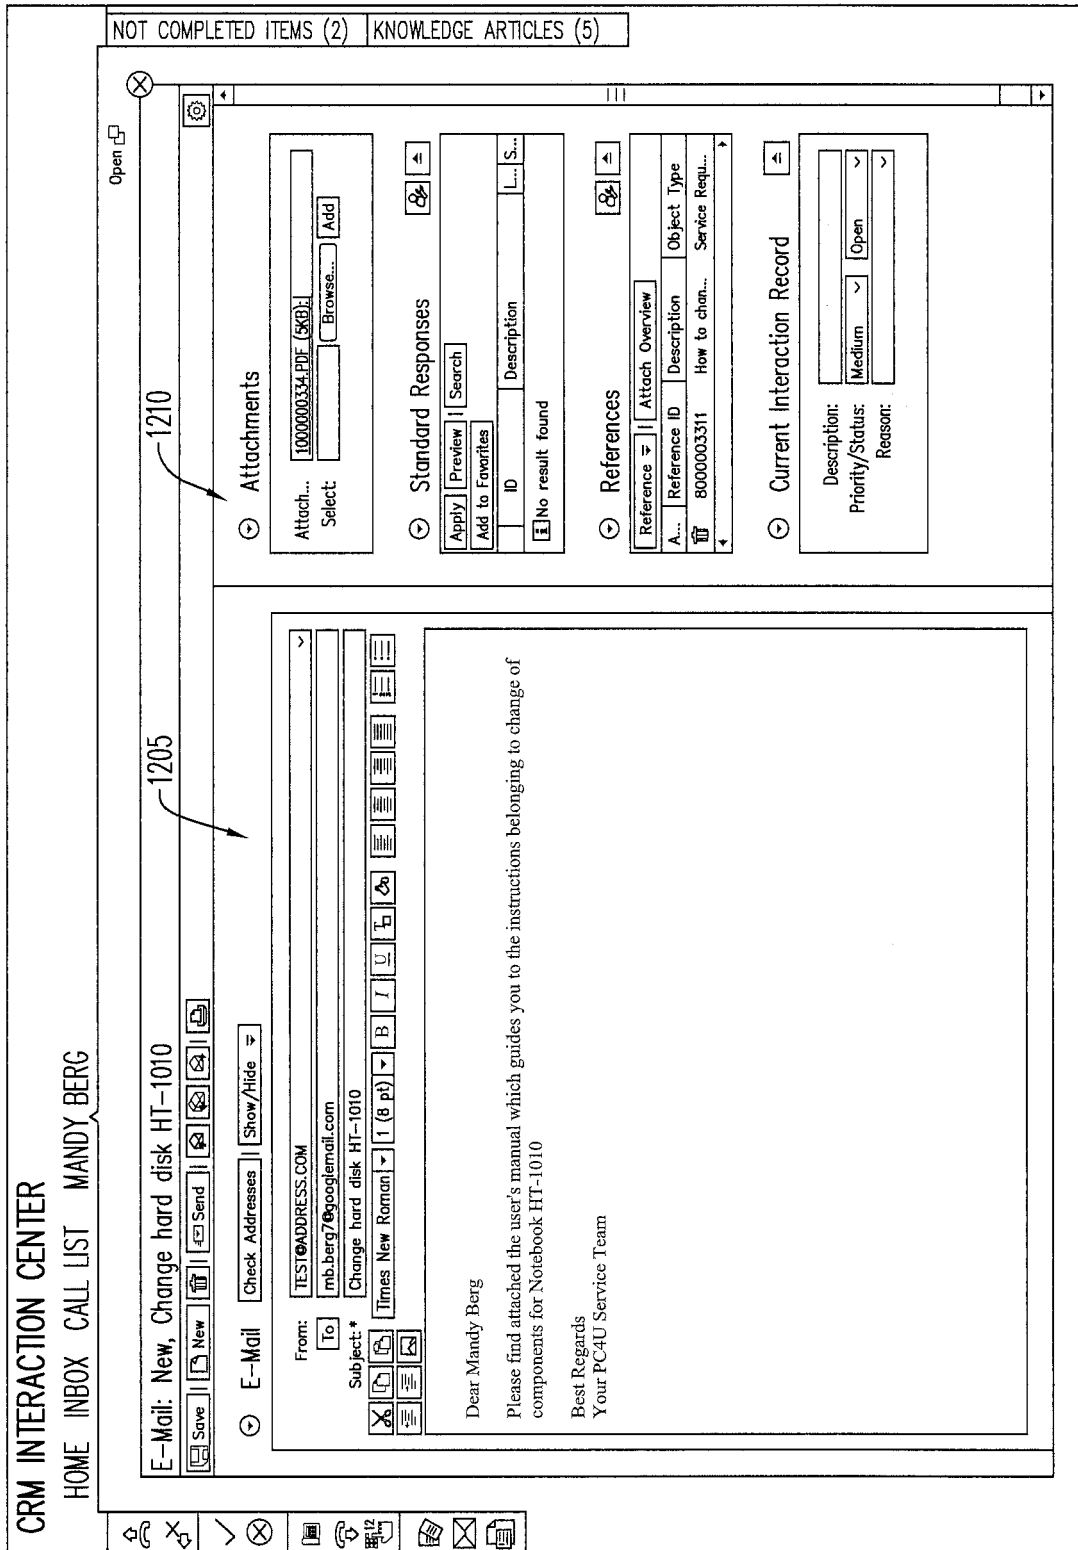 CRM INTERACTION CENTER
HOME INBOX CALL LIST MANDY BERG
NOT COMPLETED ITEMS (2)
KNOWLEDGE ARTICLES (5)
Open
E-Mail: New, Change hard disk HT-1010
Save | New | Send
1205
1210
E-Mail Check Addresses | Show/Hide
From: TEST@ADDRESS.COM
To mb.berg7@googlemail.com
Subject:* Change hard disk HT-1010
Times New Roman 1 (8 pt) B I U T
Dear Mandy Berg
Please find attached the user's manual which guides you to the instructions belonging to change of
components for Notebook HT-1010
Best Regards
Your PC4U Service Team
Attachments
Attach... 1000000334.PDF (5KB);
Select: Browse... Add
Standard Responses
Apply Preview | Search
Add to Favorites
ID Description L... S...
No result found
References
Reference | Attach Overview
A... Reference ID Description Object Type
8000003311 How to chan... Service Requ...
Current Interaction Record
Description:
Priority/Status: Medium Open
Reason:
12